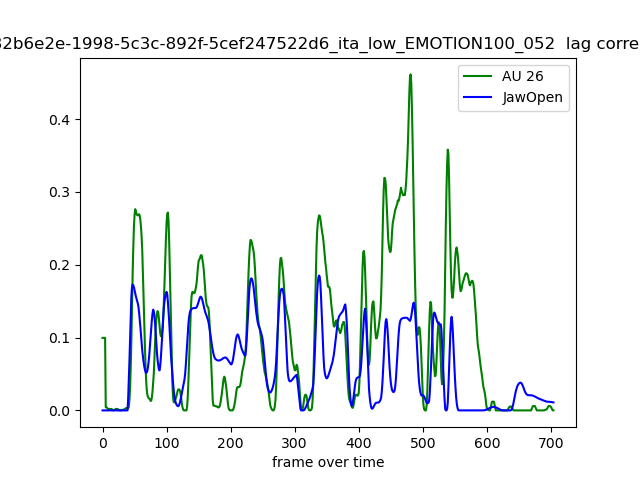 32b6e2e-1998-5c3c-892f-5cef247522d6_ita_low_EMOTION100_052 lag corre
AU 26
JawOpen
0.4
0.3
0.2
0.1
0.0
0 100 200 300 400 500 600 700
frame over time